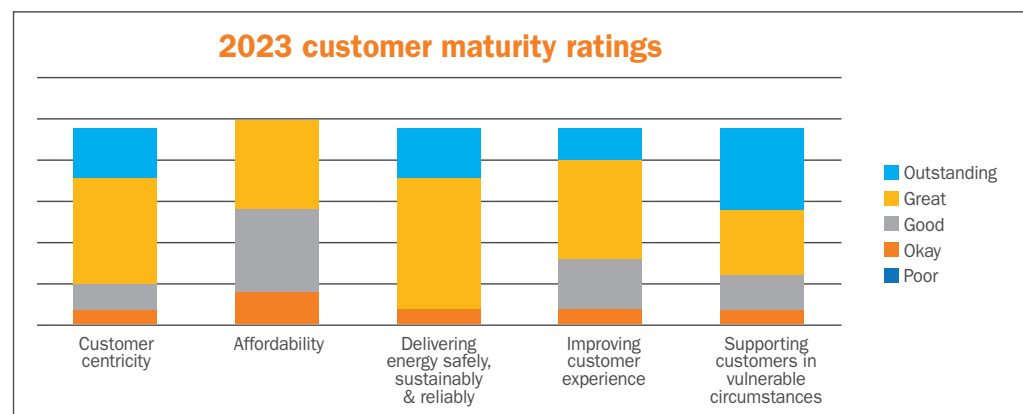 2023 customer maturity ratings
Outstanding
Great
Good
Okay
Poor
Customer
centricity
Affordability
Delivering
energy safely,
sustainably
& reliably
Improving
customer
experience
Supporting
customers in
vulnerable
circumstances